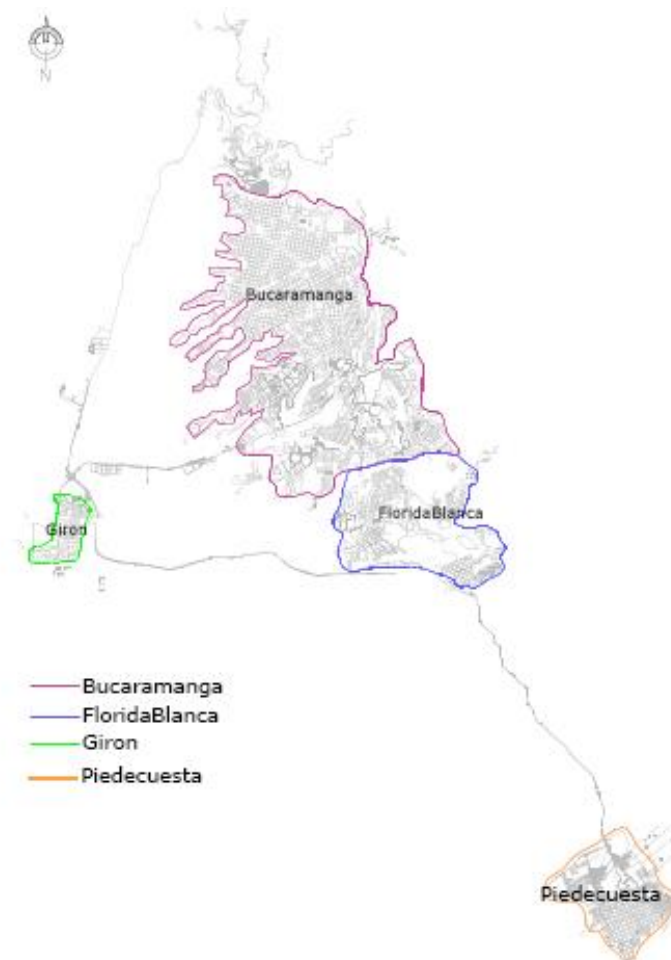 N
Bucaramanga
FloridaBlanca
Giron
Bucaramanga
FloridaBlanca
Giron
Piedecuesta
Piedecuesta